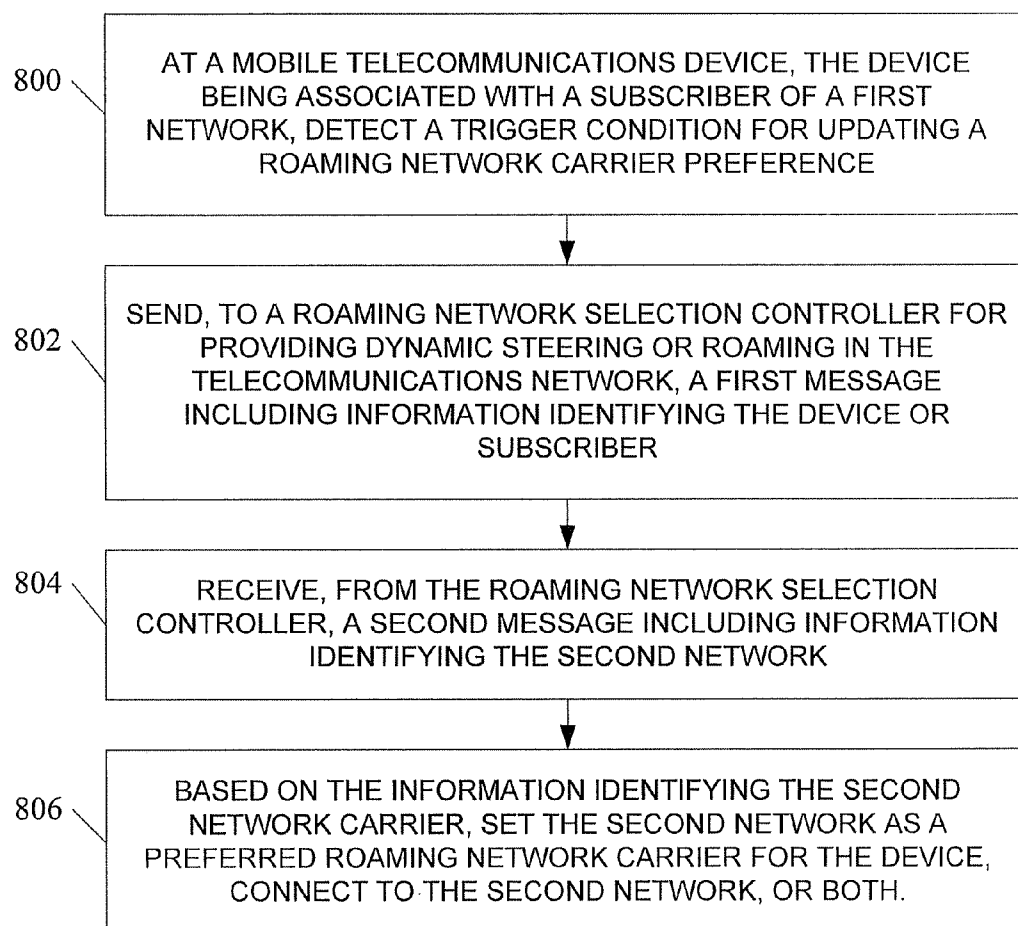 800
AT A MOBILE TELECOMMUNICATIONS DEVICE, THE DEVICE
BEING ASSOCIATED WITH A SUBSCRIBER OF A FIRST
NETWORK, DETECT A TRIGGER CONDITION FOR UPDATING A
ROAMING NETWORK CARRIER PREFERENCE
802
SEND, TO A ROAMING NETWORK SELECTION CONTROLLER FOR
PROVIDING DYNAMIC STEERING OR ROAMING IN THE
TELECOMMUNICATIONS NETWORK, A FIRST MESSAGE
INCLUDING INFORMATION IDENTIFYING THE DEVICE OR
SUBSCRIBER
804
RECEIVE, FROM THE ROAMING NETWORK SELECTION
CONTROLLER, A SECOND MESSAGE INCLUDING INFORMATION
IDENTIFYING THE SECOND NETWORK
806
BASED ON THE INFORMATION IDENTIFYING THE SECOND
NETWORK CARRIER, SET THE SECOND NETWORK AS A
PREFERRED ROAMING NETWORK CARRIER FOR THE DEVICE,
CONNECT TO THE SECOND NETWORK, OR BOTH.